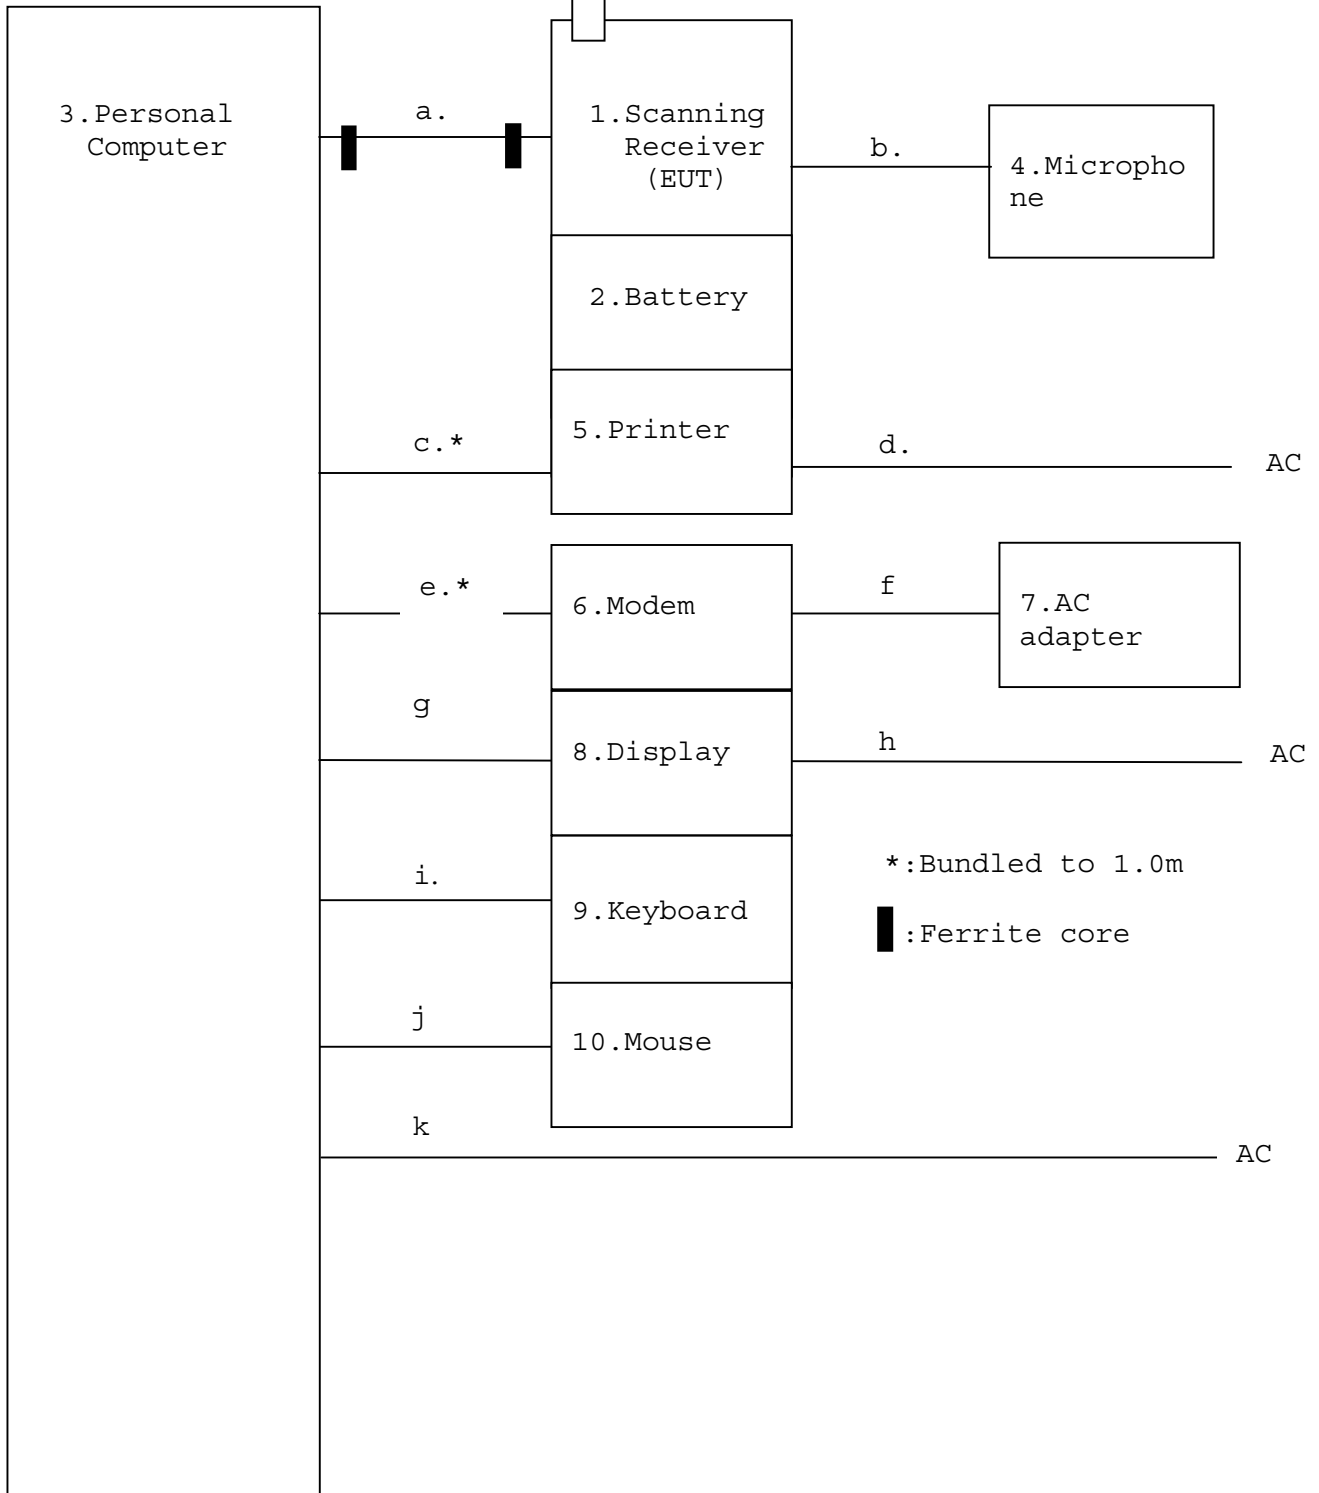 3.Personal
Computer
a.
1.Scanning
Receiver
(EUT)
b.
4.Micropho
ne
2.Battery
c.*
5.Printer
d.
AC
e.*
6.Modem
f
7.AC
adapter
g
8.Display
h
AC
i.
9.Keyboard
*:Bundled to 1.0m
:Ferrite core
j
10.Mouse
k
AC